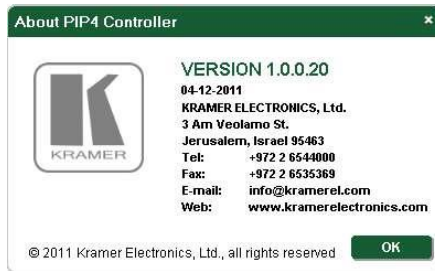 About PIP4 Controller ×
VERSION 1.0.0.20
04-12-2011
KRAMER ELECTRONICS, Ltd.
3 Am Veolamo St.
Jerusalem, Israel 95463
Tel: +972 2 6544000
Fax: +972 2 6535369
E-mail: info@kramerel.com
Web: www.kramerelectronics.com
KRAMER
© 2011 Kramer Electronics, Ltd., all rights reserved
OK